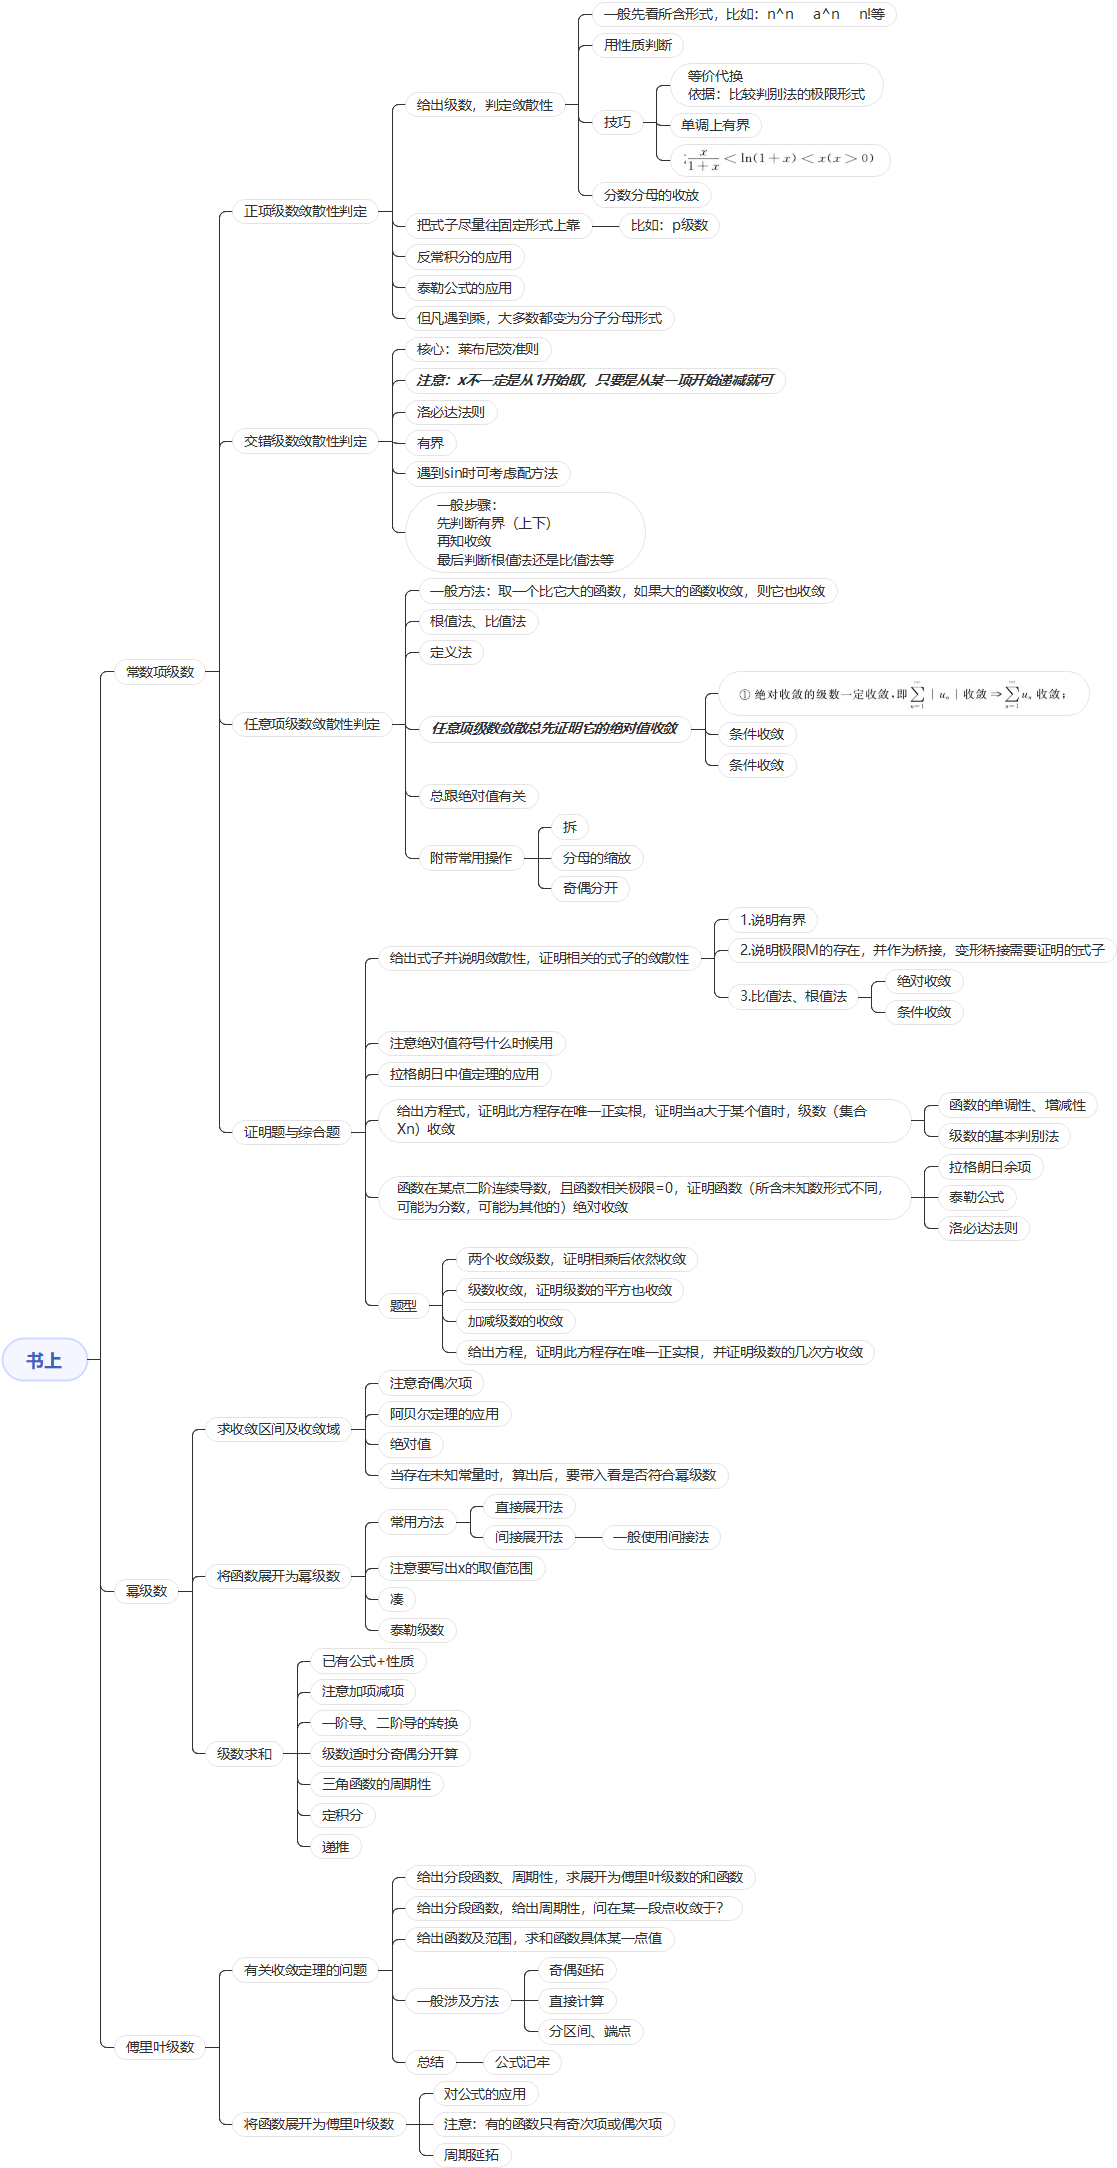 一般先看所含形式，比如：n^n a^n n!等
用性质判断
等价代换
依据：比较判别法的极限形式
给出级数，判定敛散性
技巧
单调上有界
x/(1+x) < ln(1+x) < x(x > 0)
分数分母的收放
正项级数敛散性判定
把式子尽量往固定形式上靠
比如：p级数
反常积分的应用
泰勒公式的应用
但凡遇到乘，大多数都变为分子分母形式
核心：莱布尼茨准则
注意：x不一定是从1开始取，只要是从某一项开始递减就可
洛必达法则
交错级数敛散性判定
有界
遇到sin时可考虑配方法
一般步骤：
先判断有界（上下）
再知收敛
最后判断根值法还是比值法等
一般方法：取一个比它大的函数，如果大的函数收敛，则它也收敛
根值法、比值法
定义法
常数项级数
任意项级数敛散性判定
任意项级数敛散总先证明它的绝对值收敛
① 绝对收敛的级数一定收敛，即∑|uₙ|收敛⇒∑uₙ收敛；
条件收敛
条件收敛
总跟绝对值有关
附带常用操作
拆
分母的缩放
奇偶分开
给出式子并说明敛散性，证明相关的式子的敛散性
1.说明有界
2.说明极限M的存在，并作为桥接，变形桥接需要证明的式子
3.比值法、根值法
绝对收敛
条件收敛
注意绝对值符号什么时候用
拉格朗日中值定理的应用
证明题与综合题
给出方程式，证明此方程存在唯一正实根，证明当a大于某个值时，级数（集合
Xn）收敛
函数的单调性、增减性
级数的基本判别法
函数在某点二阶连续导数，且函数相关极限=0，证明函数（所含未知数形式不同，
可能为分数，可能为其他的）绝对收敛
拉格朗日余项
泰勒公式
洛必达法则
题型
两个收敛级数，证明相乘后依然收敛
级数收敛，证明级数的平方也收敛
加减级数的收敛
给出方程，证明此方程存在唯一正实根，并证明级数的几次方收敛
书上
求收敛区间及收敛域
注意奇偶次项
阿贝尔定理的应用
绝对值
当存在未知常量时，算出后，要带入看是否符合幂级数
幂级数
将函数展开为幂级数
常用方法
直接展开法
间接展开法
一般使用间接法
注意要写出x的取值范围
凑
泰勒级数
级数求和
已有公式+性质
注意加项减项
一阶导、二阶导的转换
级数适时分奇偶分开算
三角函数的周期性
定积分
递推
傅里叶级数
有关收敛定理的问题
给出分段函数、周期性，求展开为傅里叶级数的和函数
给出分段函数，给出周期性，问在某一段点收敛于？
给出函数及范围，求和函数具体某一点值
一般涉及方法
奇偶延拓
直接计算
分区间、端点
总结
公式记牢
将函数展开为傅里叶级数
对公式的应用
注意：有的函数只有奇次项或偶次项
周期延拓